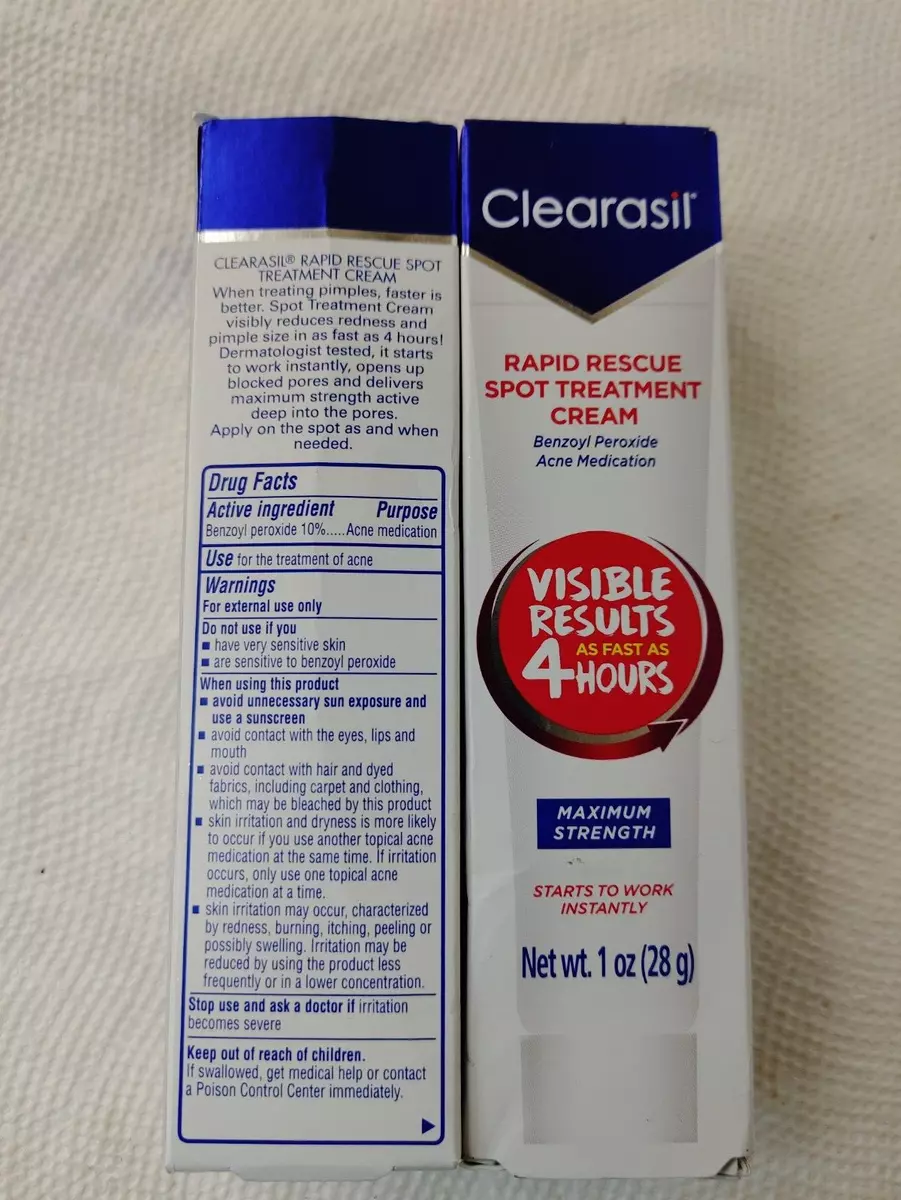 CLEARASIL® RAPID RESCUE SPOT
TREATMENT CREAM
When treating pimples, faster is
better. Spot Treatment Cream
visibly reduces redness and
pimple size in as fast as 4 hours!
Dermatologist tested, it starts
to work instantly, opens up
blocked pores and delivers
maximum strength active
deep into the pores.
Apply on the spot as and when
needed.
Drug Facts
Active ingredient Purpose
Benzoyl peroxide 10%.....Acne medication
Use for the treatment of acne
Warnings
For external use only
Do not use if you
■ have very sensitive skin
■ are sensitive to benzoyl peroxide
When using this product
■ avoid unnecessary sun exposure and
use a sunscreen
■ avoid contact with the eyes, lips and
mouth
■ avoid contact with hair and dyed
fabrics, including carpet and clothing,
which may be bleached by this product
■ skin irritation and dryness is more likely
to occur if you use another topical acne
medication at the same time. If irritation
occurs, only use one topical acne
medication at a time.
■ skin irritation may occur, characterized
by redness, burning, itching, peeling or
possibly swelling. Irritation may be
reduced by using the product less
frequently or in a lower concentration.
Stop use and ask a doctor if irritation
becomes severe
Keep out of reach of children.
If swallowed, get medical help or contact
a Poison Control Center immediately.
Clearasil
RAPID RESCUE
SPOT TREATMENT
CREAM
Benzoyl Peroxide
Acne Medication
VISIBLE
RESULTS
AS FAST AS
4 HOURS
MAXIMUM
STRENGTH
STARTS TO WORK
INSTANTLY
Net wt. 1 oz (28 g)